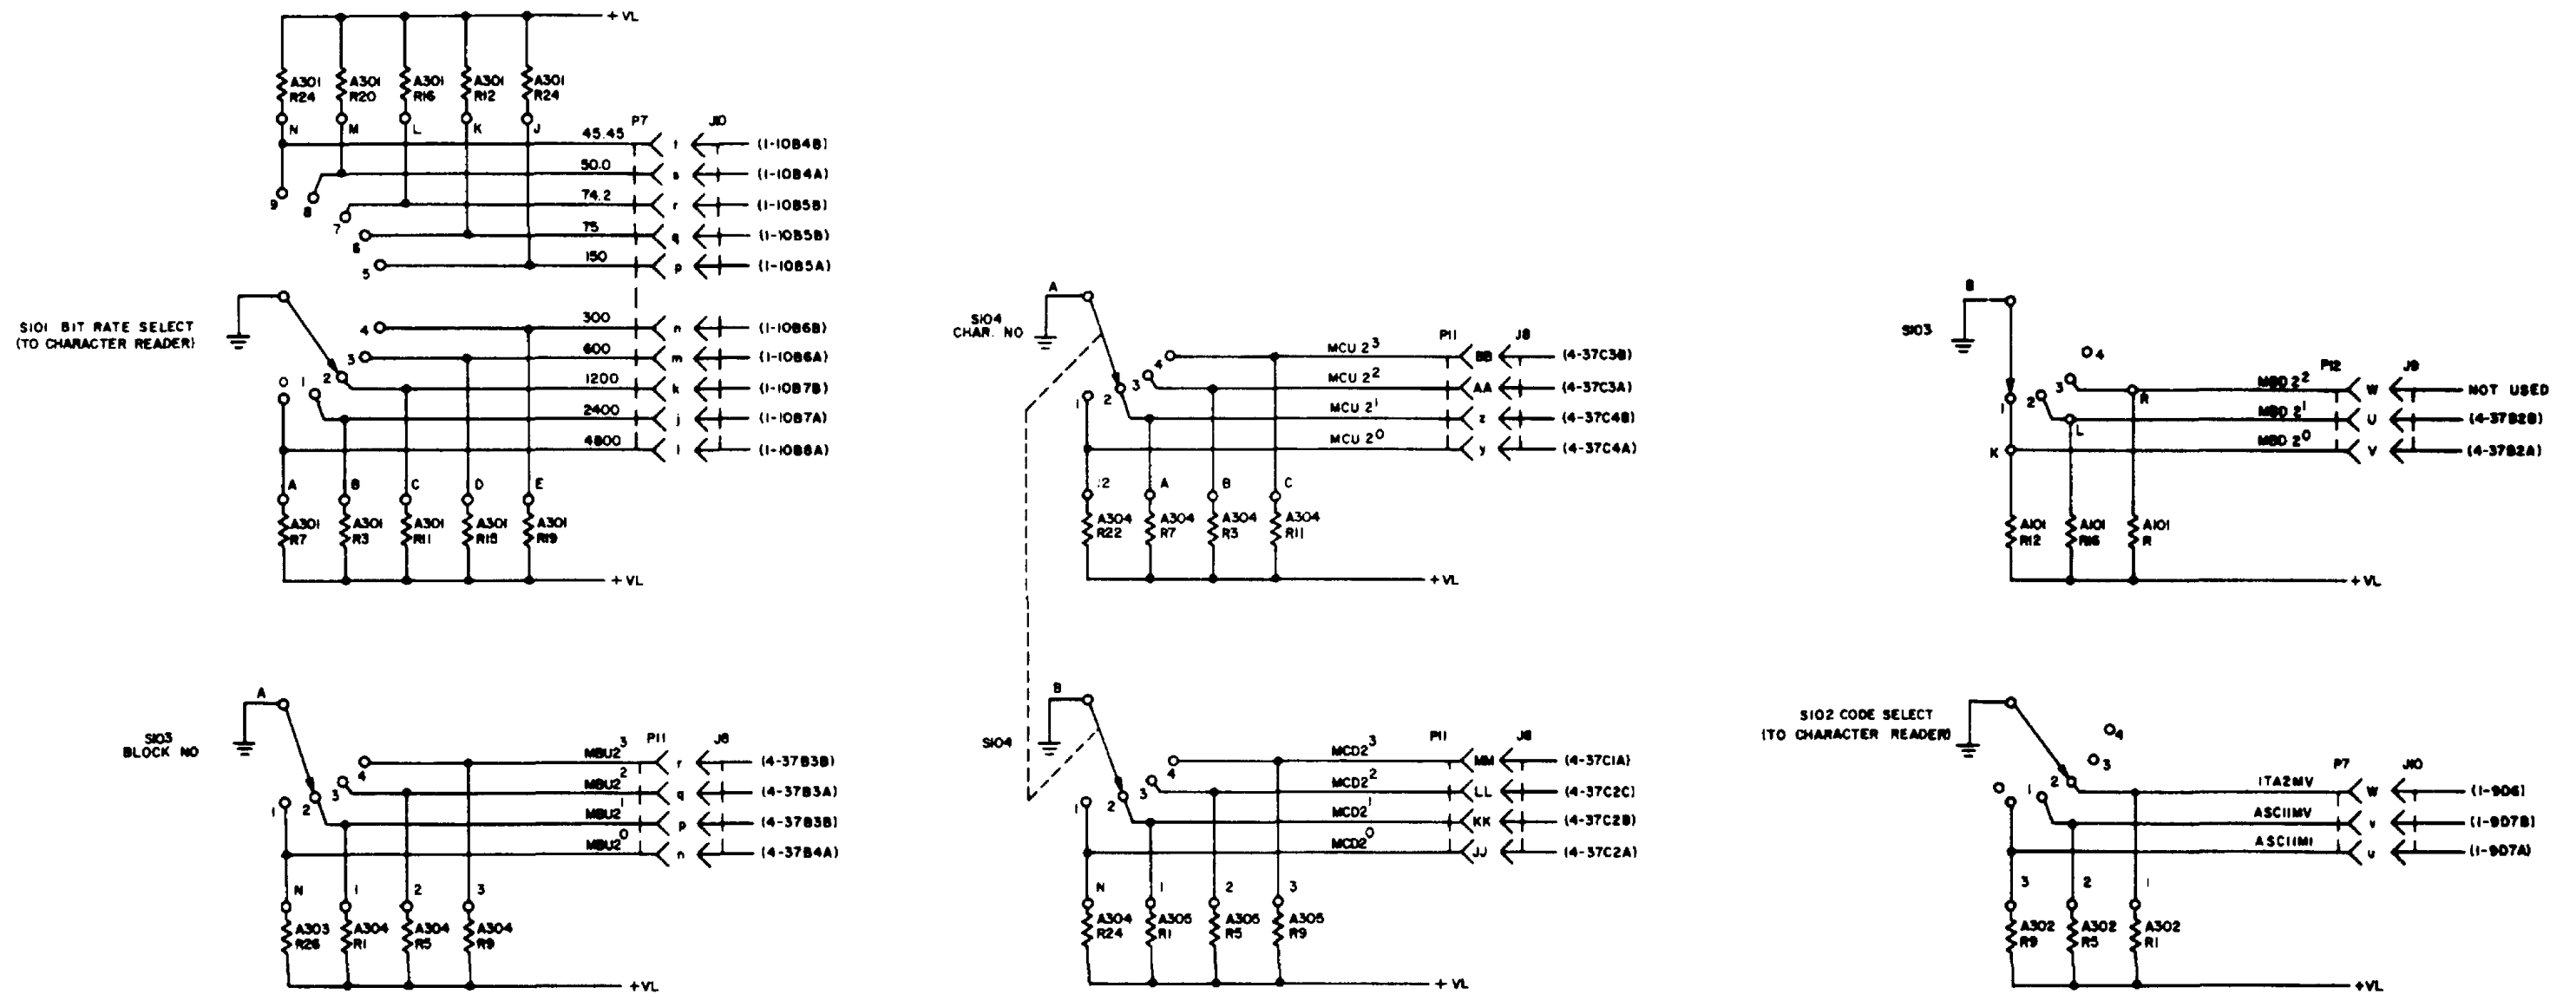 + VL
A301 A301 A301 A301 A301
R24 R20 R16 R12 R24
N M L K J
P7 J10
45.45 t (1-10B4B)
50.0 s (1-10B4A)
74.2 r (1-10B5B)
75 q (1-10B5B)
150 p (1-10B5A)
9 8 7 6 5
S101 BIT RATE SELECT
(TO CHARACTER READER)
4 300 n (1-10B6B)
3 600 m (1-10B6A)
2 1200 k (1-10B7B)
0 1 2400 j (1-10B7A)
4800 i (1-10B8A)
A B C D E
A301 A301 A301 A301 A301
R7 R3 R11 R15 R19
+ VL
A
S104
CHAR. NO
P11 J8
4 MCU 2³ BB (4-37C3B)
3 MCU 2² AA (4-37C3A)
2 MCU 2¹ z (4-37C4B)
1 MCU 2⁰ y (4-37C4A)
12 A B C
A304 A304 A304 A304
R22 R7 R3 R11
+ VL
B
S103
P12 J9
4
3 MBD 2² R W NOT USED
2 MBD 2¹ L U (4-37B2B)
1 K MBD 2⁰ V (4-37B2A)
A101 A101 A101
R12 R16 R
+ VL
A
S103
BLOCK NO
P11 J8
4 MBU2³ r (4-37B3B)
3 MBU2² q (4-37B3A)
2 MBU2¹ p (4-37B3B)
1 MBU2⁰ n (4-37B4A)
N 1 2 3
A303 A304 A304 A304
R26 R1 R5 R9
+VL
B
S104
P11 J8
4 MCD2³ MM (4-37C1A)
3 MCD2² LL (4-37C2C)
2 MCD2¹ KK (4-37C2B)
1 MCD2⁰ JJ (4-37C2A)
N 1 2 3
A304 A305 A305 A305
R24 R1 R5 R9
+ VL
S102 CODE SELECT
(TO CHARACTER READER)
4
3
P7 J10
2 ITA2MV W (1-9D6)
1 ASCIIMV v (1-9D7B)
ASCIIMI u (1-9D7A)
3 2 1
A302 A302 A302
R9 R5 R1
+VL